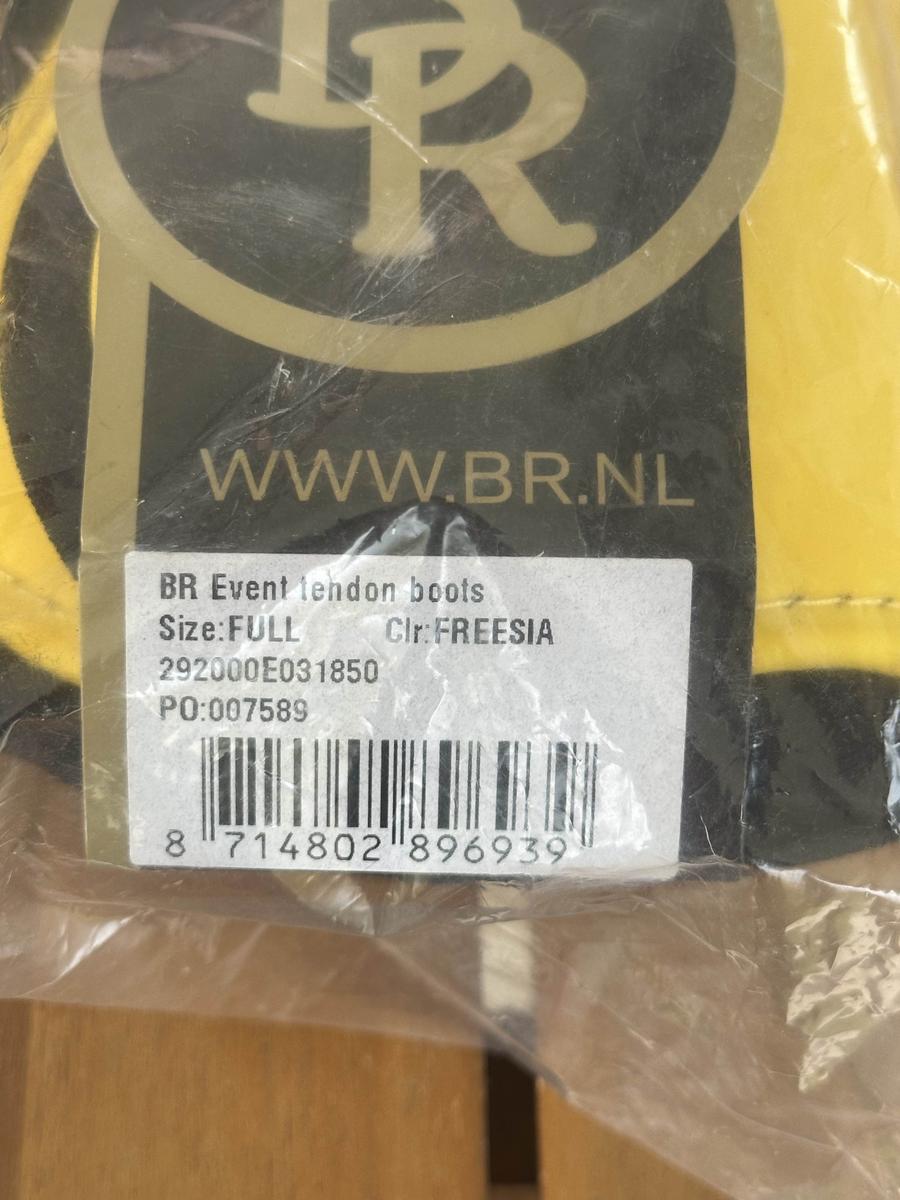 BR
WWW.BR.NL
BR Event tendon boots
Size:FULL Clr:FREESIA
292000E031850
PO:007589
8 714802 896939